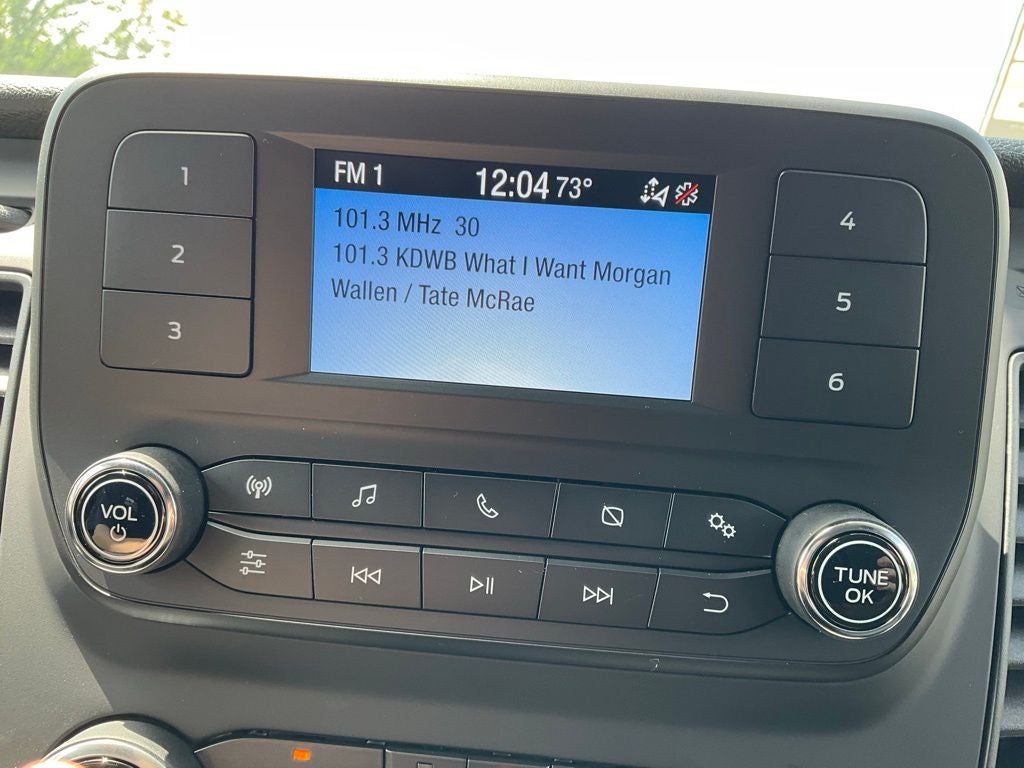 FM 1 12:04 73°
101.3 MHz 30
101.3 KDWB What I Want Morgan
Wallen / Tate McRae
1
2
3
4
5
6
VOL
TUNE
OK